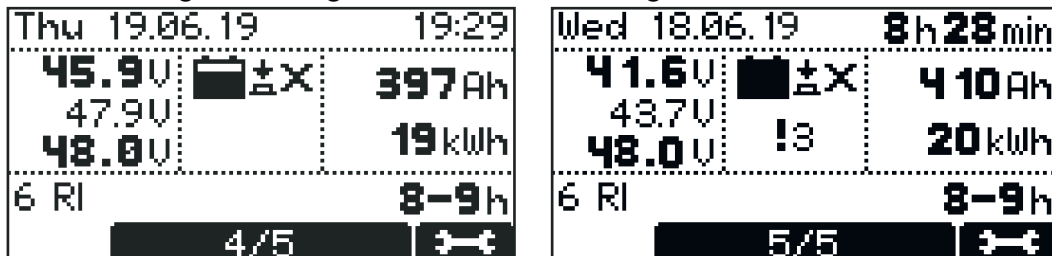 Thu 19.06.19 19:29
45.9V
47.9V
48.0V
397Ah
19kWh
6 RI 8-9h
4/5
Wed 18.06.19 8h28min
41.6V
43.7V
48.0V
!3
410Ah
20kWh
6 RI 8-9h
5/5